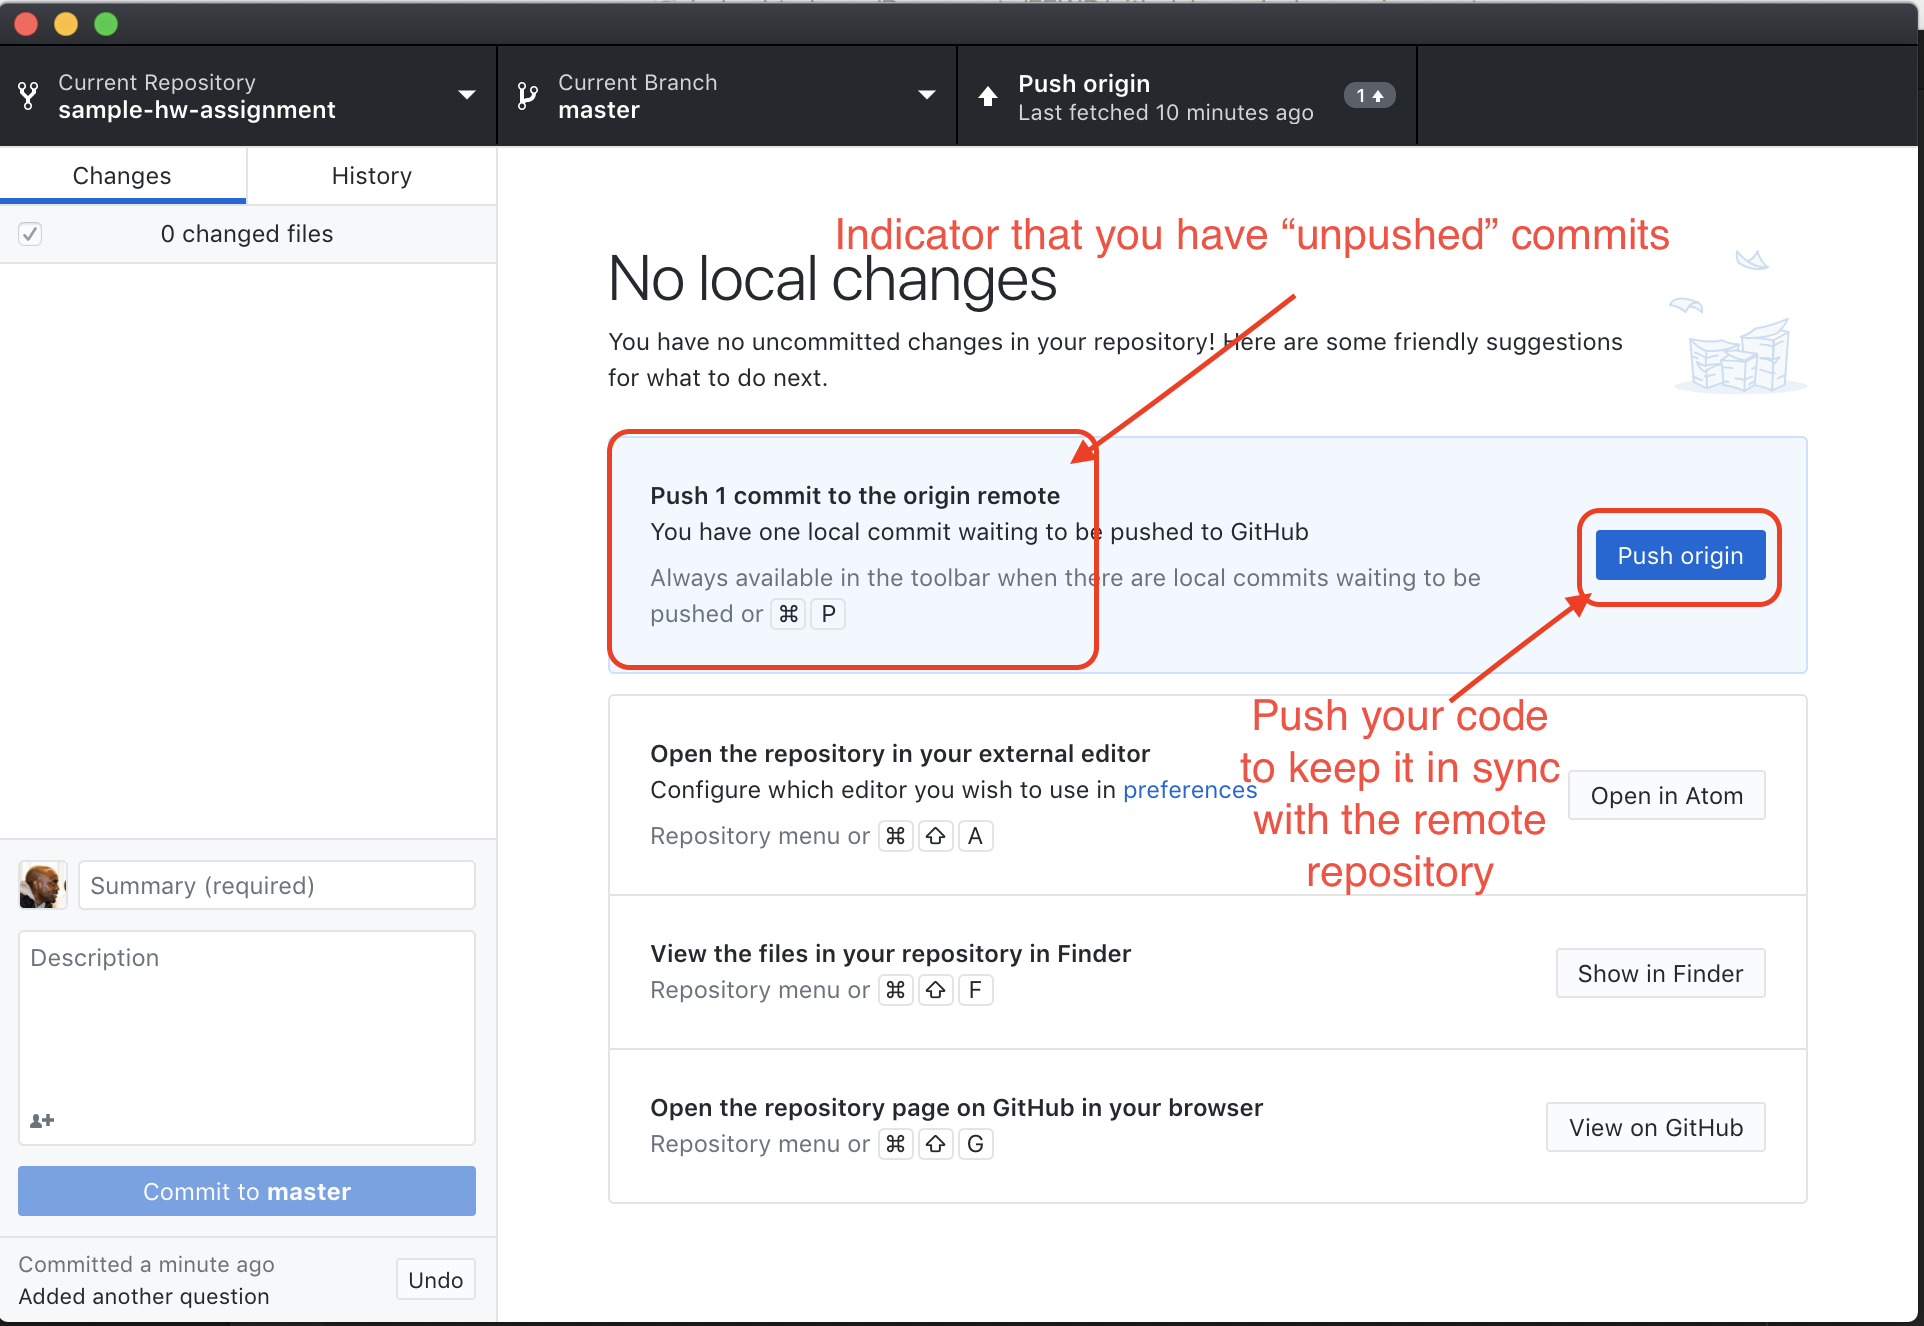 Current Repository
sample-hw-assignment
Current Branch
master
Push origin
Last fetched 10 minutes ago
1
Changes
History
0 changed files
Indicator that you have “unpushed” commits
No local changes
You have no uncommitted changes in your repository! Here are some friendly suggestions
for what to do next.
Push 1 commit to the origin remote
You have one local commit waiting to be pushed to GitHub
Always available in the toolbar when there are local commits waiting to be
pushed or ⌘ P
Push origin
Push your code
to keep it in sync
with the remote
repository
Open the repository in your external editor
Configure which editor you wish to use in preferences
Repository menu or ⌘ ⇧ A
Open in Atom
View the files in your repository in Finder
Repository menu or ⌘ ⇧ F
Show in Finder
Open the repository page on GitHub in your browser
Repository menu or ⌘ ⇧ G
View on GitHub
Summary (required)
Description
Commit to master
Committed a minute ago
Added another question
Undo